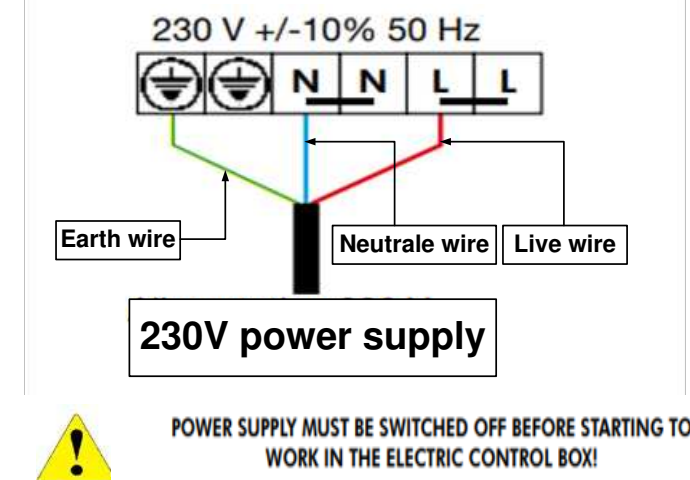 230 V +/-10% 50 Hz
N N L L
Earth wire
Neutrale wire
Live wire
230V power supply
POWER SUPPLY MUST BE SWITCHED OFF BEFORE STARTING TO
WORK IN THE ELECTRIC CONTROL BOX!